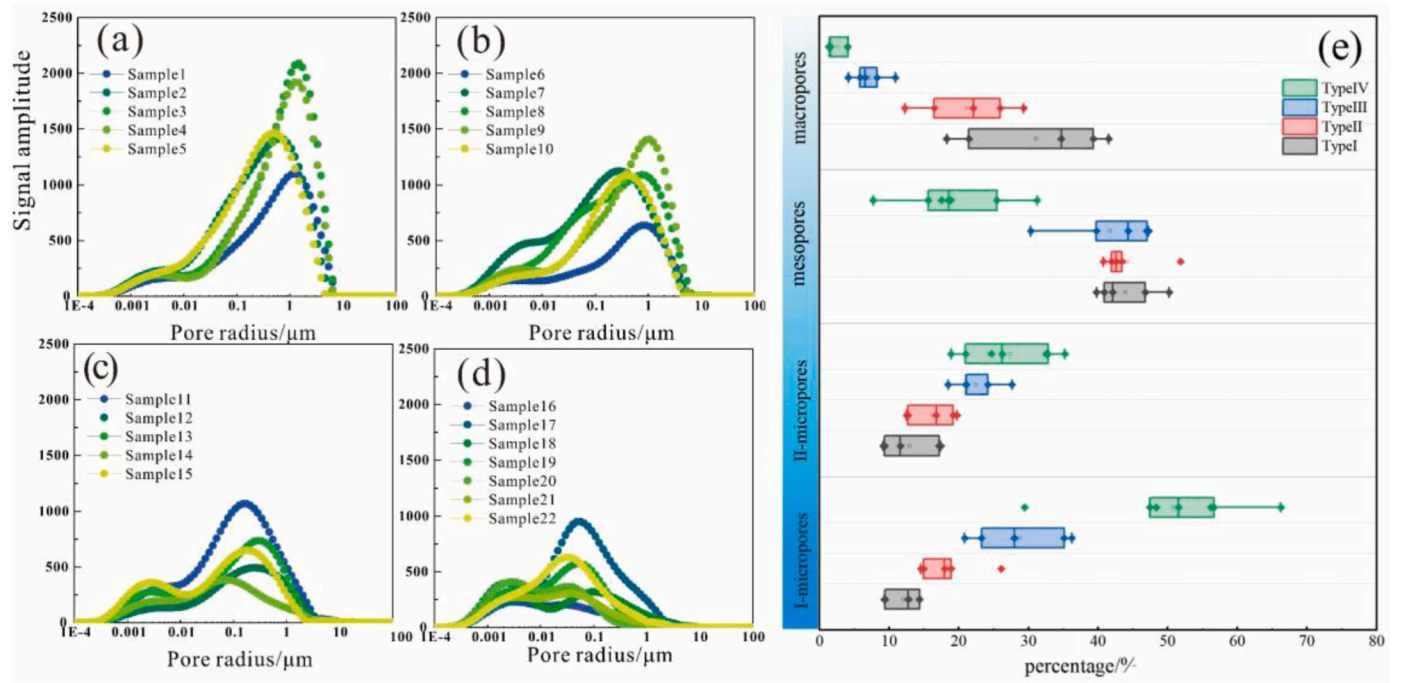 (a)
Signal amplitude
2500
2000
1500
1000
500
0
Sample1
Sample2
Sample3
Sample4
Sample5
1E-4 0.001 0.01 0.1 1 10 100
Pore radius/μm
(b)
2500
2000
1500
1000
500
0
Sample6
Sample7
Sample8
Sample9
Sample10
1E-4 0.001 0.01 0.1 1 10 100
Pore radius/μm
(c)
2500
2000
1500
1000
500
0
Sample11
Sample12
Sample13
Sample14
Sample15
1E-4 0.001 0.01 0.1 1 10 100
Pore radius/μm
(d)
2500
2000
1500
1000
500
0
Sample16
Sample17
Sample18
Sample19
Sample20
Sample21
Sample22
1E-4 0.001 0.01 0.1 1 10 100
Pore radius/μm
(e)
TypeIV
TypeIII
TypeII
TypeI
macropores
mesopores
II-micropores
I-micropores
0 10 20 30 40 50 60 70 80
percentage/%